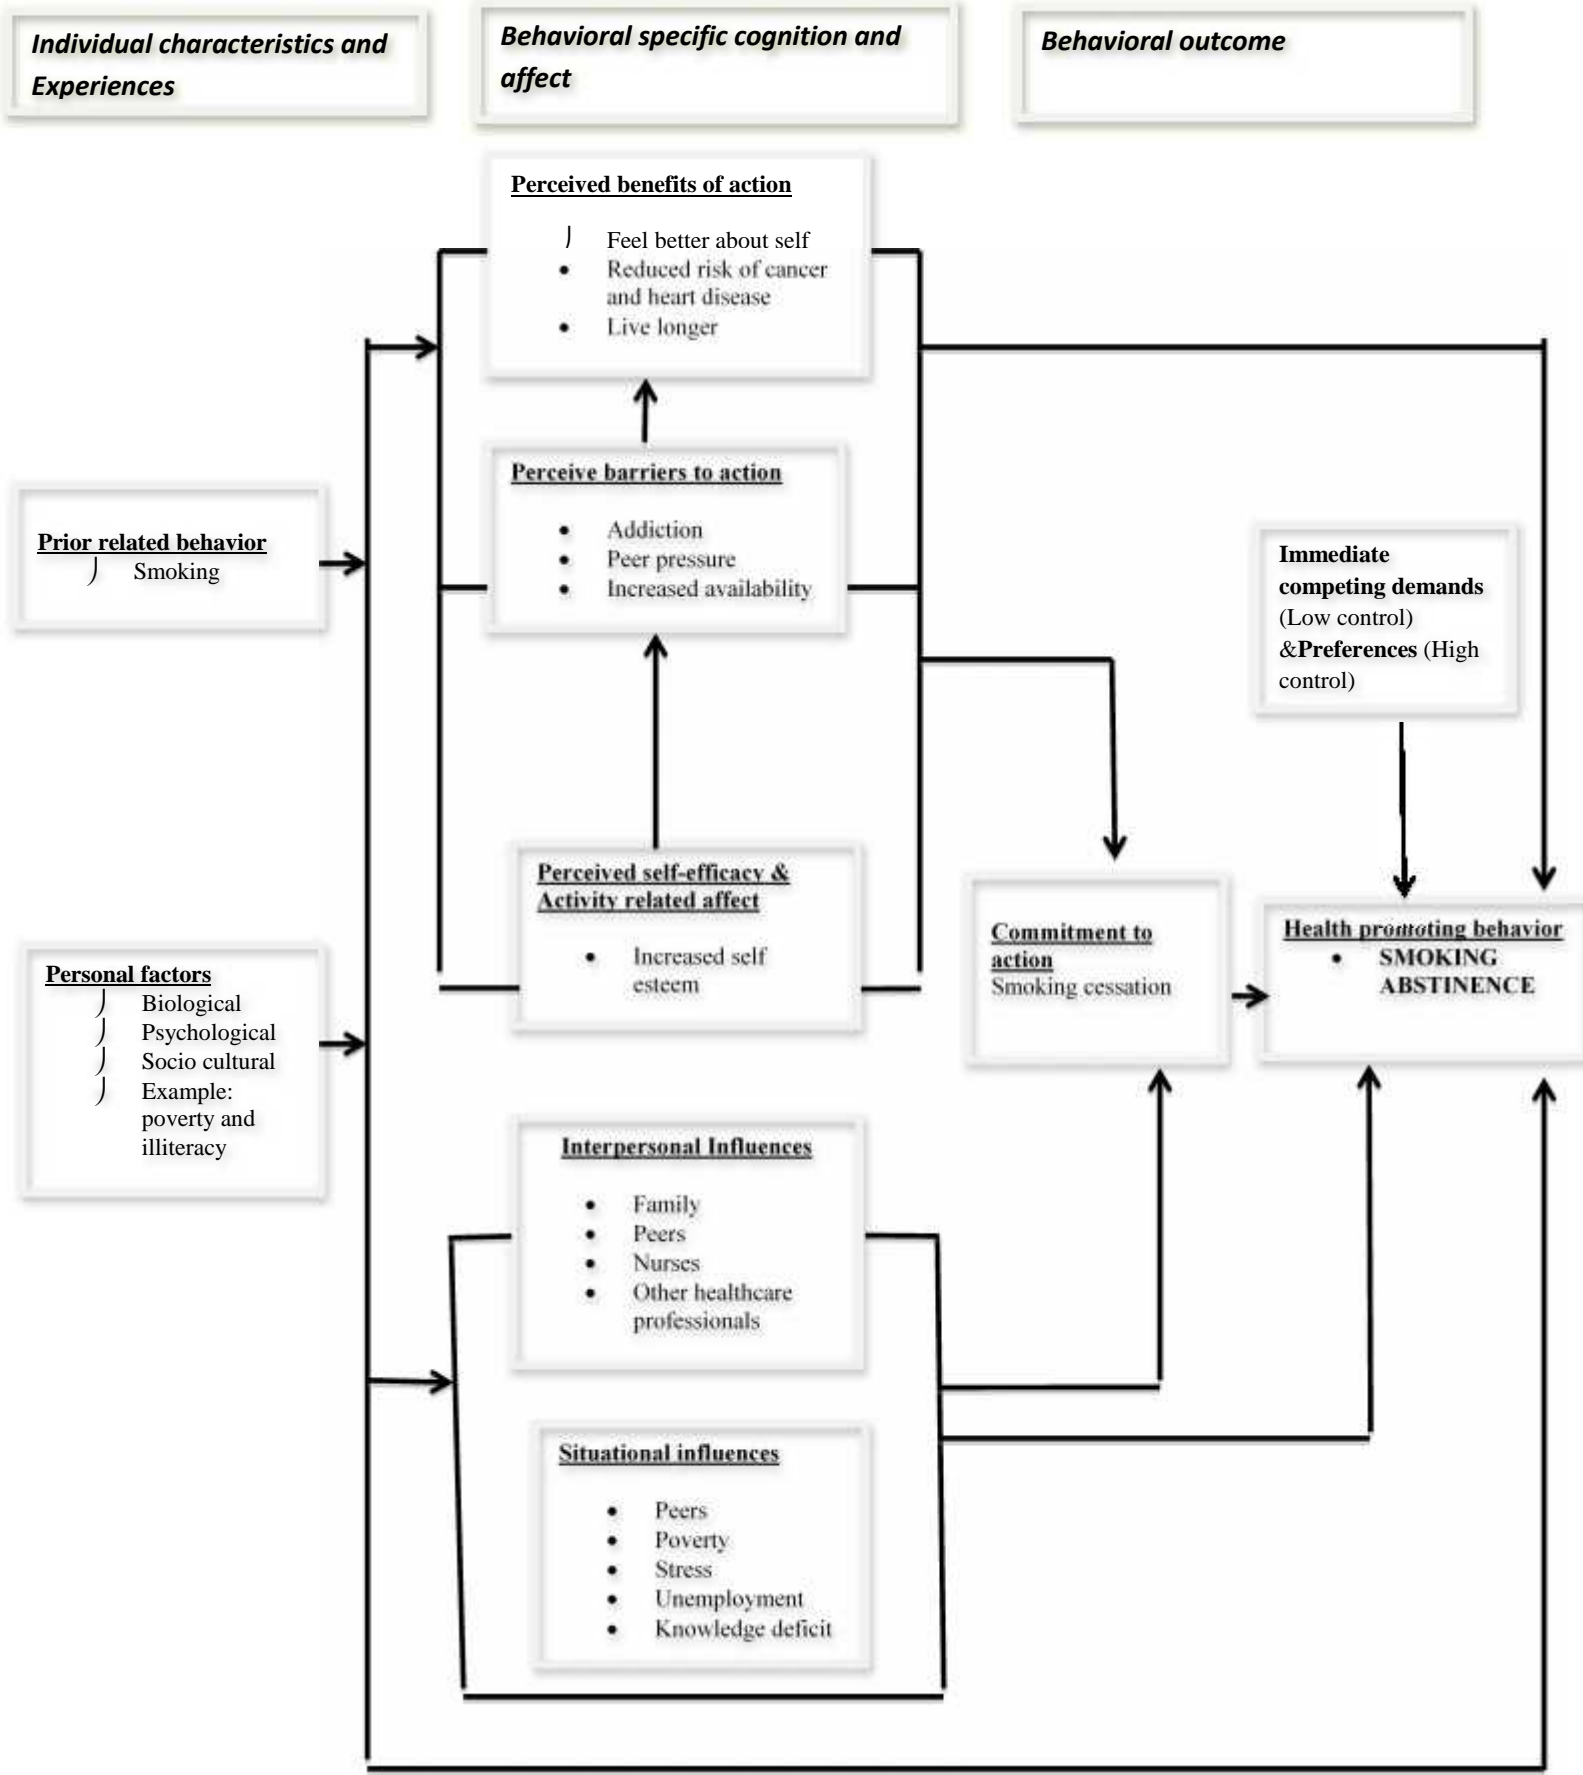 Individual characteristics and
Experiences
Behavioral specific cognition and
affect
Behavioral outcome
Perceived benefits of action
Feel better about self
• Reduced risk of cancer
and heart disease
• Live longer
Perceive barriers to action
• Addiction
• Peer pressure
• Increased availability
Prior related behavior
Smoking
Immediate
competing demands
(Low control)
&Preferences (High
control)
Perceived self-efficacy &
Activity related affect
• Increased self
esteem
Personal factors
Biological
Psychological
Socio cultural
Example:
poverty and
illiteracy
Commitment to
action
Smoking cessation
Health promoting behavior
• SMOKING
ABSTINENCE
Interpersonal Influences
• Family
• Peers
• Nurses
• Other healthcare
professionals
Situational influences
• Peers
• Poverty
• Stress
• Unemployment
• Knowledge deficit